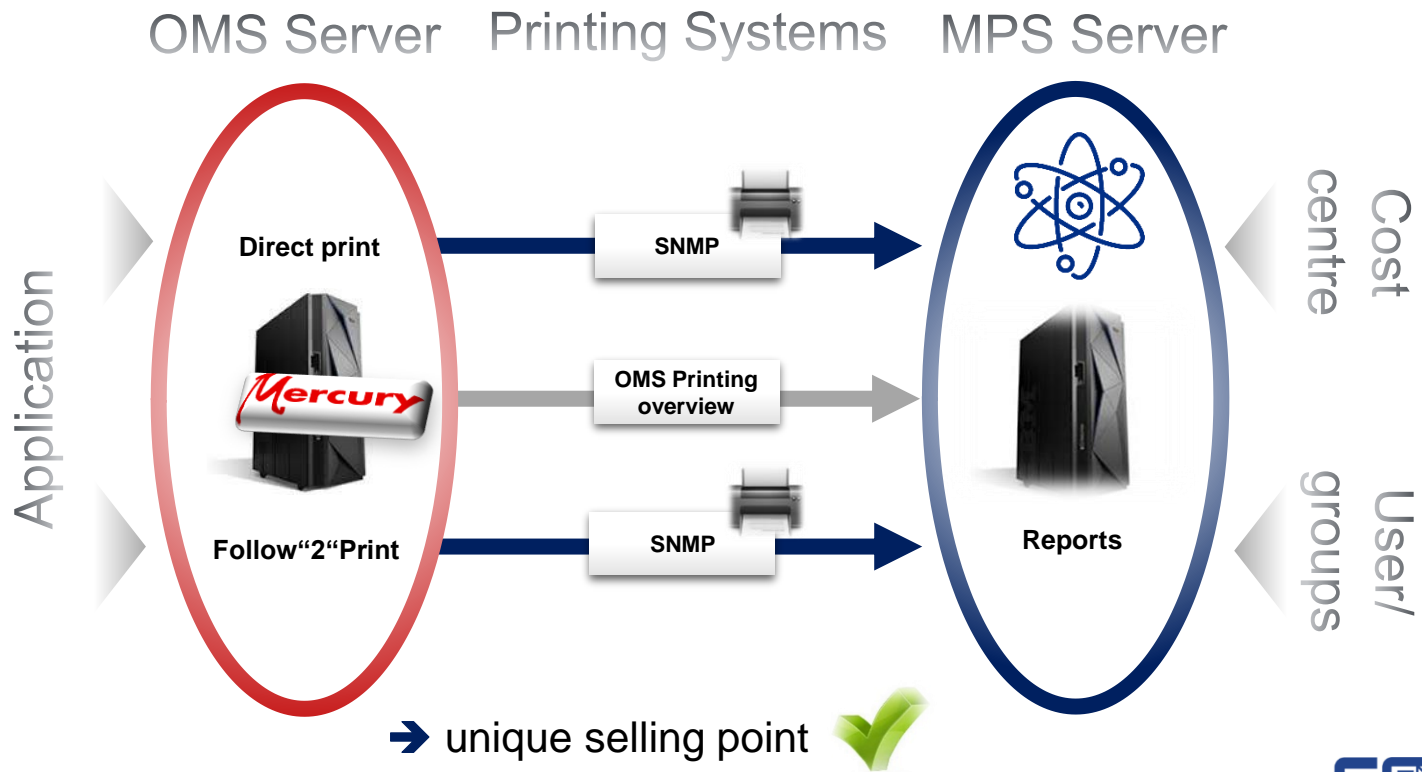 OMS Server
Printing Systems
MPS Server
Application
Direct print
Mercury
Follow“2“Print
SNMP
OMS Printing
overview
SNMP
Reports
Cost
centre
User/
groups
➔ unique selling point